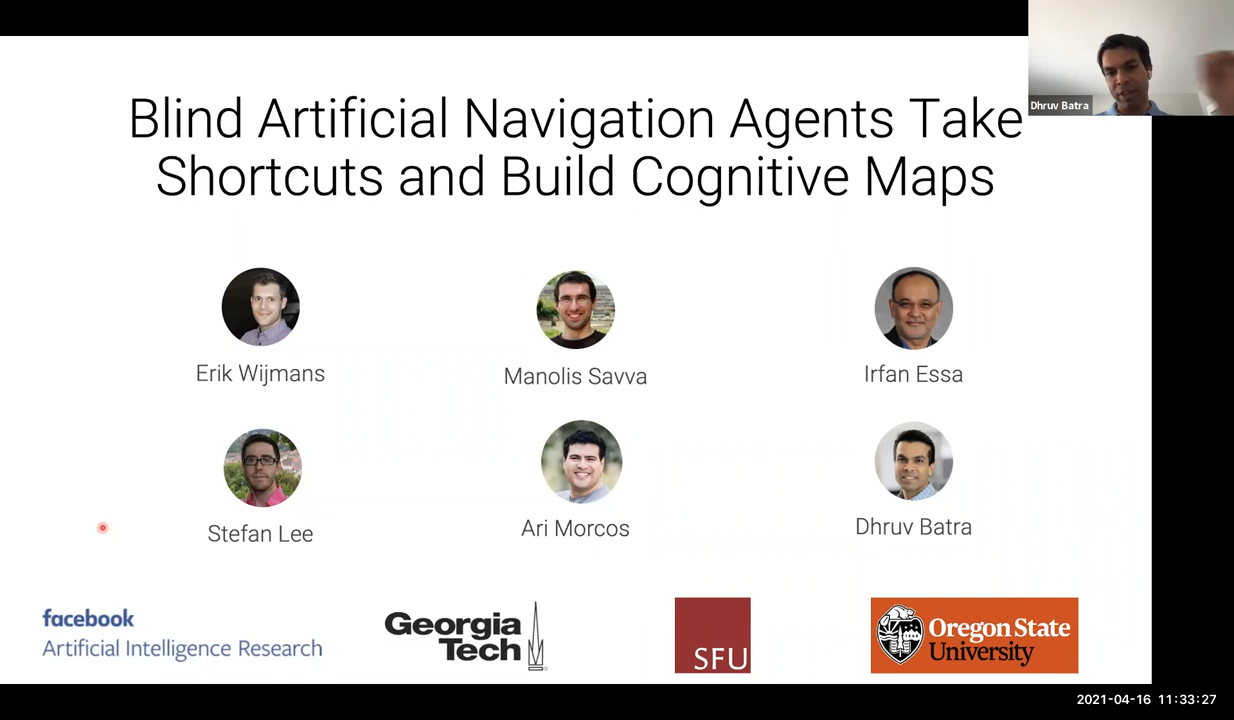 Blind Artificial Navigation Agents Take
Shortcuts and Build Cognitive Maps
Dhruv Batra
Erik Wijmans
Manolis Savva
Irfan Essa
Stefan Lee
Ari Morcos
Dhruv Batra
facebook
Artificial Intelligence Research
Georgia
Tech
SFU
Oregon State
University
2021-04-16 11:33:27